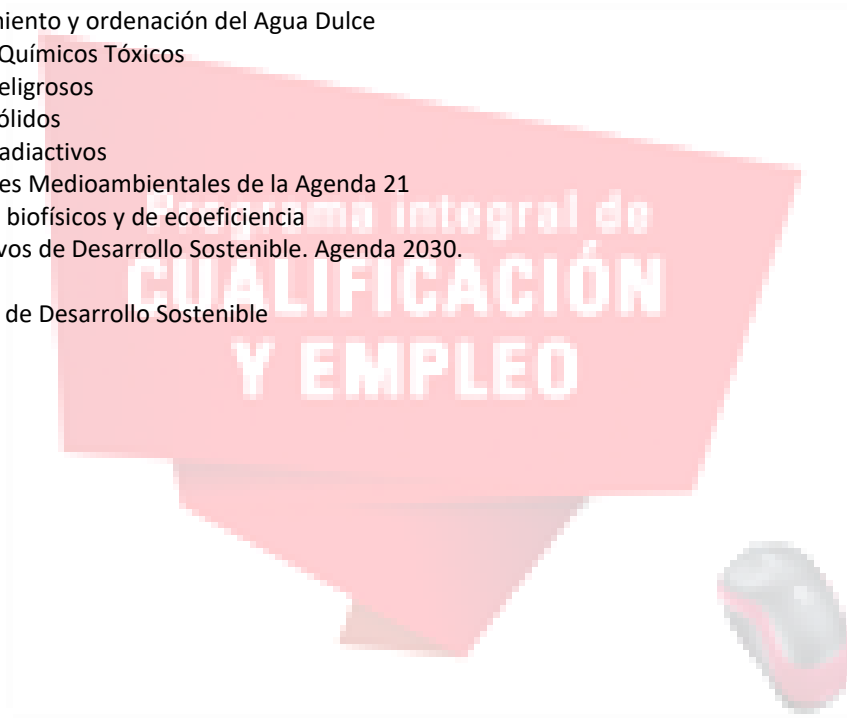 miento y ordenación del Agua Dulce
Químicos Tóxicos
eligrosos
ólidos
adiactivos
es Medioambientales de la Agenda 21
biofísicos y de ecoeficiencia
vos de Desarrollo Sostenible. Agenda 2030.
de Desarrollo Sostenible
Programa integral de
CUALIFICACIÓN
Y EMPLEO